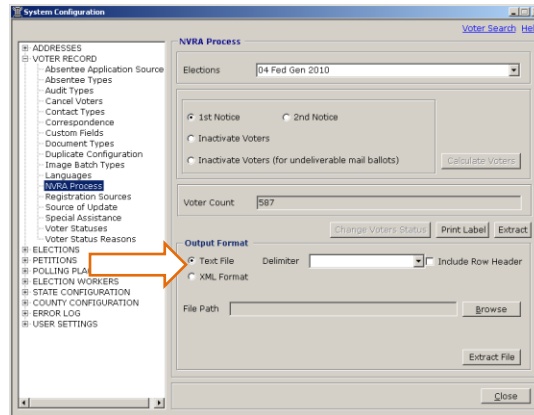 System Configuration
Voter Search
ADDRESSES
VOTER RECORD
Absentee Application Source
Absentee Types
Audit Types
Cancel Voters
Contact Types
Correspondence
Custom Fields
Document Types
Duplicate Configuration
Image Batch Types
Languages
NVRA Process
Registration Sources
Source of Update
Special Assistance
Voter Statuses
Voter Status Reasons
ELECTIONS
PETITIONS
POLLING PLA
ELECTION WORKERS
STATE CONFIGURATION
COUNTY CONFIGURATION
ERROR LOG
USER SETTINGS
NVRA Process
Elections 04 Fed Gen 2010
1st Notice 2nd Notice
Inactivate Voters
Inactivate Voters (for undeliverable mail ballots) Calculate Voters
Voter Count 587
Change Voters Status Print Label Extract
Output Format
Text File Delimiter Include Row Header
XML Format
File Path Browse
Extract File
Close